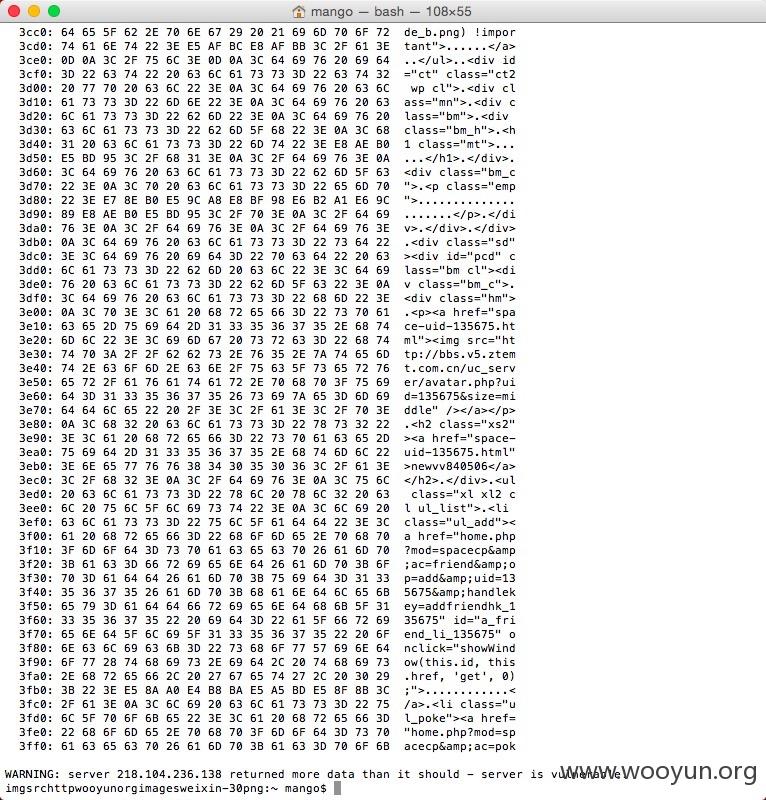 mango — bash — 108×55
3cc0: 64 65 5F 62 2E 70 6E 67 29 20 21 69 6D 70 6F 72 de_b.png) !impor
3cd0: 74 61 6E 74 22 3E E5 AF BC E8 AF BB 3C 2F 61 3E tant">......</a>
3ce0: 0D 0A 3C 2F 75 6C 3E 0D 0A 3C 64 69 76 20 69 64 ..</ul>..<div id
3cf0: 3D 22 63 74 22 20 63 6C 61 73 73 3D 22 63 74 32 ="ct" class="ct2
3d00: 20 77 70 20 63 6C 22 3E 0A 3C 64 69 76 20 63 6C  wp cl">.<div cl
3d10: 61 73 73 3D 22 6D 6E 22 3E 0A 3C 64 69 76 20 63 ass="mn">.<div c
3d20: 6C 61 73 73 3D 22 62 6D 22 3E 0A 3C 64 69 76 20 lass="bm">.<div 
3d30: 63 6C 61 73 73 3D 22 62 6D 5F 68 22 3E 0A 3C 68 class="bm_h">.<h
3d40: 31 20 63 6C 61 73 73 3D 22 6D 74 22 3E E8 AE B0 1 class="mt">...
3d50: E5 BD 95 3C 2F 68 31 3E 0A 3C 2F 64 69 76 3E 0A ...</h1>.</div>.
3d60: 3C 64 69 76 20 63 6C 61 73 73 3D 22 62 6D 5F 63 <div class="bm_c
3d70: 22 3E 0A 3C 70 20 63 6C 61 73 73 3D 22 65 6D 70 ">.<p class="emp
3d80: 22 3E E7 8E B0 E5 9C A8 E8 BF 98 E6 B2 A1 E6 9C ">..............
3d90: 89 E8 AE B0 E5 BD 95 3C 2F 70 3E 0A 3C 2F 64 69 .......</p>.</di
3da0: 76 3E 0A 3C 2F 64 69 76 3E 0A 3C 2F 64 69 76 3E v>.</div>.</div>
3db0: 0A 3C 64 69 76 20 63 6C 61 73 73 3D 22 73 64 22 .<div class="sd"
3dc0: 3E 3C 64 69 76 20 69 64 3D 22 70 63 64 22 20 63 ><div id="pcd" c
3dd0: 6C 61 73 73 3D 22 62 6D 20 63 6C 22 3E 3C 64 69 lass="bm cl"><di
3de0: 76 20 63 6C 61 73 73 3D 22 62 6D 5F 63 22 3E 0A v class="bm_c">.
3df0: 3C 64 69 76 20 63 6C 61 73 73 3D 22 68 6D 22 3E <div class="hm">
3e00: 0A 3C 70 3E 3C 61 20 68 72 65 66 3D 22 73 70 61 .<p><a href="spa
3e10: 63 65 2D 75 69 64 2D 31 33 35 36 37 35 2E 68 74 ce-uid-135675.ht
3e20: 6D 6C 22 3E 3C 69 6D 67 20 73 72 63 3D 22 68 74 ml"><img src="ht
3e30: 74 70 3A 2F 2F 62 62 73 2E 76 35 2E 7A 74 65 6D tp://bbs.v5.ztem
3e40: 74 2E 63 6F 6D 2E 63 6E 2F 75 63 5F 73 65 72 76 t.com.cn/uc_serv
3e50: 65 72 2F 61 76 61 74 61 72 2E 70 68 70 3F 75 69 er/avatar.php?ui
3e60: 64 3D 31 33 35 36 37 35 26 73 69 7A 65 3D 6D 69 d=135675&size=mi
3e70: 64 64 6C 65 22 20 2F 3E 3C 2F 61 3E 3C 2F 70 3E ddle" /></a></p>
3e80: 0A 3C 68 32 20 63 6C 61 73 73 3D 22 78 73 32 22 .<h2 class="xs2"
3e90: 3E 3C 61 20 68 72 65 66 3D 22 73 70 61 63 65 2D ><a href="space-
3ea0: 75 69 64 2D 31 33 35 36 37 35 2E 68 74 6D 6C 22 uid-135675.html"
3eb0: 3E 6E 65 77 76 76 38 34 30 35 30 36 3C 2F 61 3E >newvv840506</a>
3ec0: 3C 2F 68 32 3E 0A 3C 2F 64 69 76 3E 0A 3C 75 6C </h2>.</div>.<ul
3ed0: 20 63 6C 61 73 73 3D 22 78 6C 20 78 6C 32 20 63  class="xl xl2 c
3ee0: 6C 20 75 6C 5F 6C 69 73 74 22 3E 0A 3C 6C 69 20 l ul_list">.<li 
3ef0: 63 6C 61 73 73 3D 22 75 6C 5F 61 64 64 22 3E 3C class="ul_add"><
3f00: 61 20 68 72 65 66 3D 22 68 6F 6D 65 2E 70 68 70 a href="home.php
3f10: 3F 6D 6F 64 3D 73 70 61 63 65 63 70 26 61 6D 70 ?mod=spacecp&amp
3f20: 3B 61 63 3D 66 72 69 65 6E 64 26 61 6D 70 3B 6F ;ac=friend&amp;o
3f30: 70 3D 61 64 64 26 61 6D 70 3B 75 69 64 3D 31 33 p=add&amp;uid=13
3f40: 35 36 37 35 26 61 6D 70 3B 68 61 6E 64 6C 65 6B 5675&amp;handlek
3f50: 65 79 3D 61 64 64 66 72 69 65 6E 64 68 6B 5F 31 ey=addfriendhk_1
3f60: 33 35 36 37 35 22 20 69 64 3D 22 61 5F 66 72 69 35675" id="a_fri
3f70: 65 6E 64 5F 6C 69 5F 31 33 35 36 37 35 22 20 6F end_li_135675" o
3f80: 6E 63 6C 69 63 6B 3D 22 73 68 6F 77 57 69 6E 64 nclick="showWind
3f90: 6F 77 28 74 68 69 73 2E 69 64 2C 20 74 68 69 73 ow(this.id, this
3fa0: 2E 68 72 65 66 2C 20 27 67 65 74 27 2C 20 30 29 .href, 'get', 0)
3fb0: 3B 22 3E E5 8A A0 E4 B8 BA E5 A5 BD E5 8F 8B 3C ;">............<
3fc0: 2F 61 3E 0A 3C 6C 69 20 63 6C 61 73 73 3D 22 75 /a>.<li class="u
3fd0: 6C 5F 70 6F 6B 65 22 3E 3C 61 20 68 72 65 66 3D l_poke"><a href=
3fe0: 22 68 6F 6D 65 2E 70 68 70 3F 6D 6F 64 3D 73 70 "home.php?mod=sp
3ff0: 61 63 65 63 70 26 61 6D 70 3B 61 63 3D 70 6F 6B acecp&amp;ac=pok
WARNING: server 218.104.236.138 returned more data than it should - server is vulnerable!
imgsrchttpwooyunorgimagesweixin-30png:~ mango$
www.wooyun.org